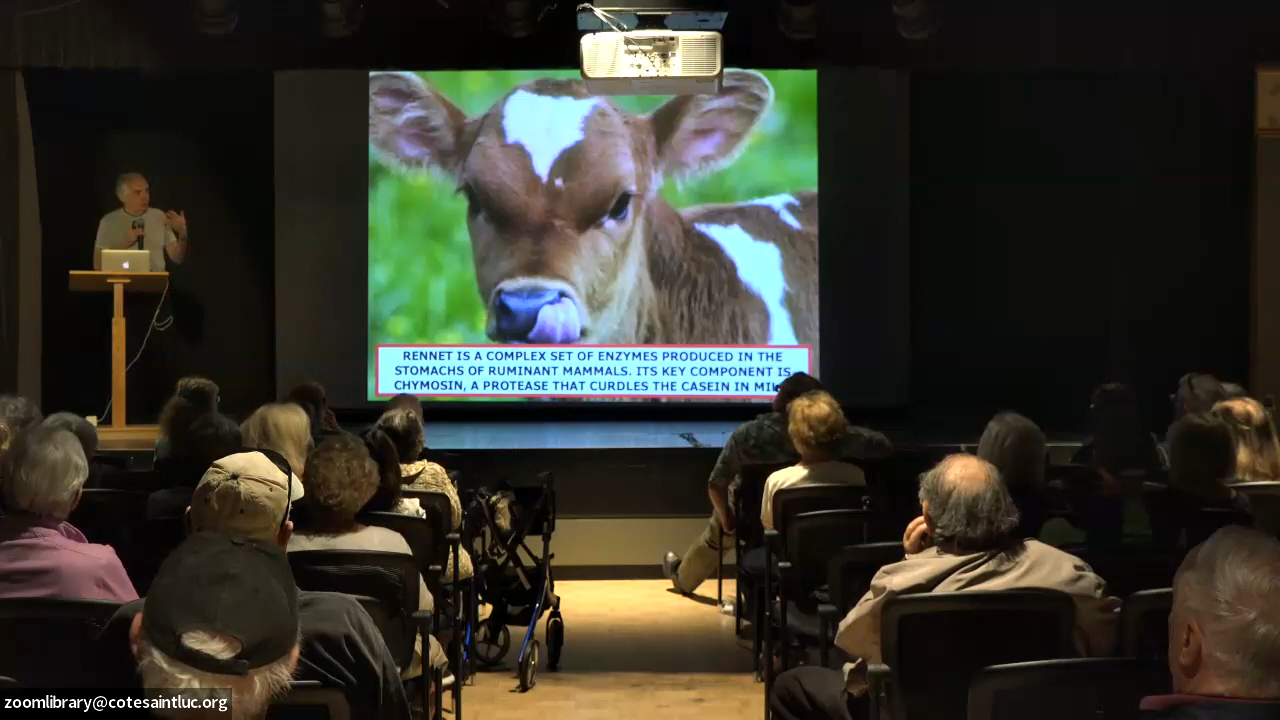 RENNET IS A COMPLEX SET OF ENZYMES PRODUCED IN THE
STOMACHS OF RUMINANT MAMMALS. ITS KEY COMPONENT IS
CHYMOSIN, A PROTEASE THAT CURDLES THE CASEIN IN
zoomlibrary@cotesaintluc.org